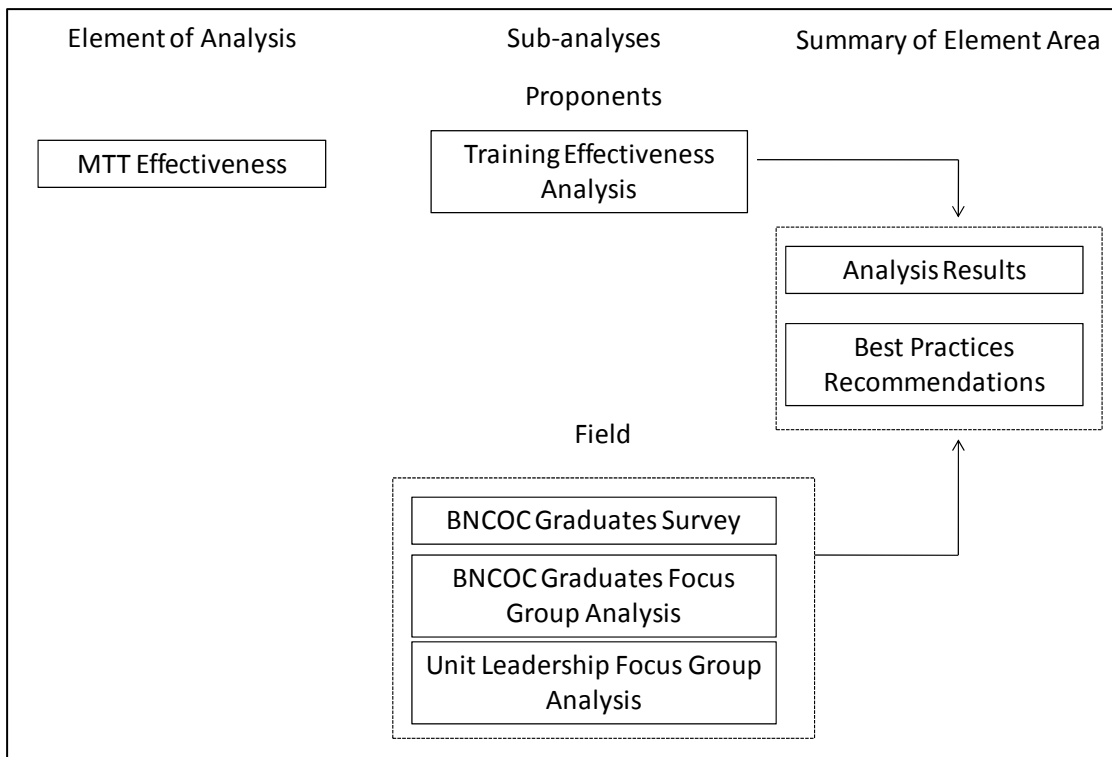 Element of Analysis
Sub-analyses
Summary of Element Area
Proponents
MTT Effectiveness
Training Effectiveness
Analysis
Analysis Results
Best Practices
Recommendations
Field
BNCOC Graduates Survey
BNCOC Graduates Focus
Group Analysis
Unit Leadership Focus Group
Analysis